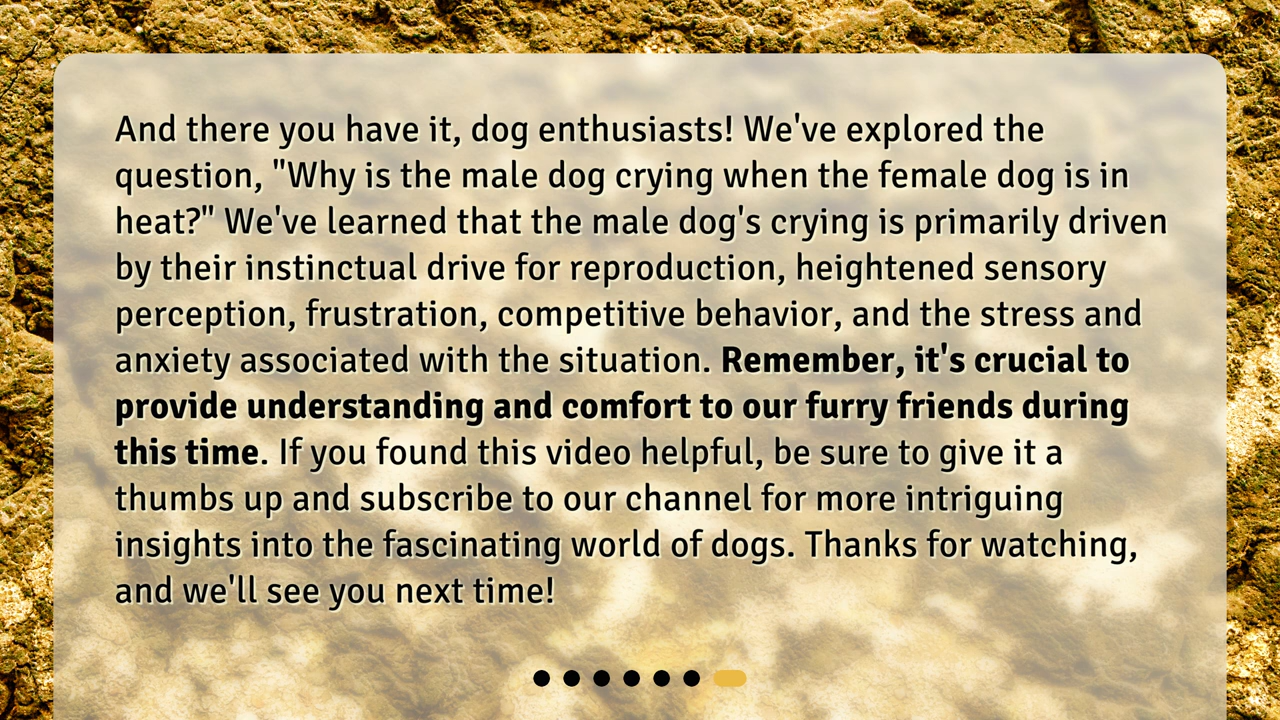 And there you have it, dog enthusiasts! We've explored the
question, "Why is the male dog crying when the female dog is in
heat?" We've learned that the male dog's crying is primarily driven
by their instinctual drive for reproduction, heightened sensory
perception, frustration, competitive behavior, and the stress and
anxiety associated with the situation. Remember, it's crucial to
provide understanding and comfort to our furry friends during
this time. If you found this video helpful, be sure to give it a
thumbs up and subscribe to our channel for more intriguing
insights into the fascinating world of dogs. Thanks for watching,
and we'll see you next time!